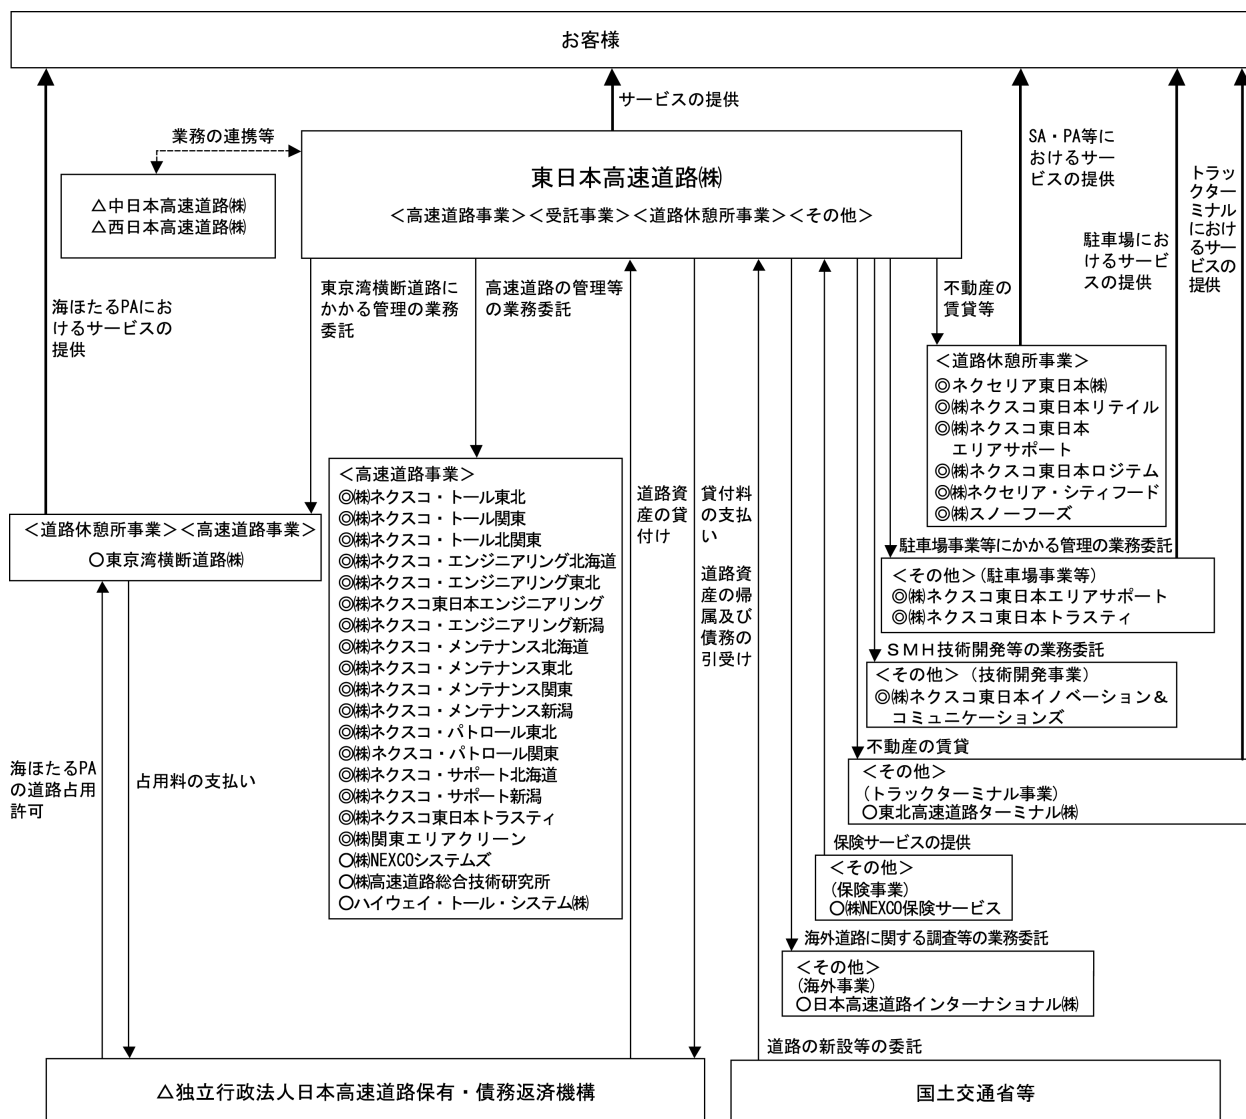 お客様
サービスの提供
業務の連携等
東日本高速道路㈱
＜高速道路事業＞＜受託事業＞＜道路休憩所事業＞＜その他＞
△中日本高速道路㈱
△西日本高速道路㈱
SA・PA等に
おけるサー
ビスの提供
駐車場にお
けるサービ
スの提供
トラッ
クター
ミナル
におけ
るサー
ビスの
提供
海ほたるPAにお
けるサービスの
提供
東京湾横断道路に
かかる管理の業務
委託
高速道路の管理等
の業務委託
不動産の
賃貸等
＜道路休憩所事業＞
◎ネクセリア東日本㈱
◎㈱ネクスコ東日本リテイル
◎㈱ネクスコ東日本
エリアサポート
◎㈱ネクスコ東日本ロジテム
◎㈱ネクセリア・シティフード
◎㈱スノーフーズ
＜高速道路事業＞
◎㈱ネクスコ・トール東北
◎㈱ネクスコ・トール関東
◎㈱ネクスコ・トール北関東
◎㈱ネクスコ・エンジニアリング北海道
◎㈱ネクスコ・エンジニアリング東北
◎㈱ネクスコ東日本エンジニアリング
◎㈱ネクスコ・エンジニアリング新潟
◎㈱ネクスコ・メンテナンス北海道
◎㈱ネクスコ・メンテナンス東北
◎㈱ネクスコ・メンテナンス関東
◎㈱ネクスコ・メンテナンス新潟
◎㈱ネクスコ・パトロール東北
◎㈱ネクスコ・パトロール関東
◎㈱ネクスコ・サポート北海道
◎㈱ネクスコ・サポート新潟
◎㈱ネクスコ東日本トラスティ
◎㈱関東エリアクリーン
○㈱NEXCOシステムズ
○㈱高速道路総合技術研究所
○ハイウェイ・トール・システム㈱
＜道路休憩所事業＞＜高速道路事業＞
○東京湾横断道路㈱
道路資
産の貸
付け
貸付料
の支払
い
道路資
産の帰
属及び
債務の
引受け
駐車場事業等にかかる管理の業務委託
＜その他＞(駐車場事業等)
◎㈱ネクスコ東日本エリアサポート
◎㈱ネクスコ東日本トラスティ
ＳＭＨ技術開発等の業務委託
＜その他＞（技術開発事業）
◎㈱ネクスコ東日本イノベーション＆
コミュニケーションズ
不動産の賃貸
＜その他＞
(トラックターミナル事業)
○東北高速道路ターミナル㈱
保険サービスの提供
＜その他＞
(保険事業)
○㈱NEXCO保険サービス
海外道路に関する調査等の業務委託
＜その他＞
(海外事業)
○日本高速道路インターナショナル㈱
海ほたるPA
の道路占用
許可
占用料の支払い
道路の新設等の委託
△独立行政法人日本高速道路保有・債務返済機構
国土交通省等